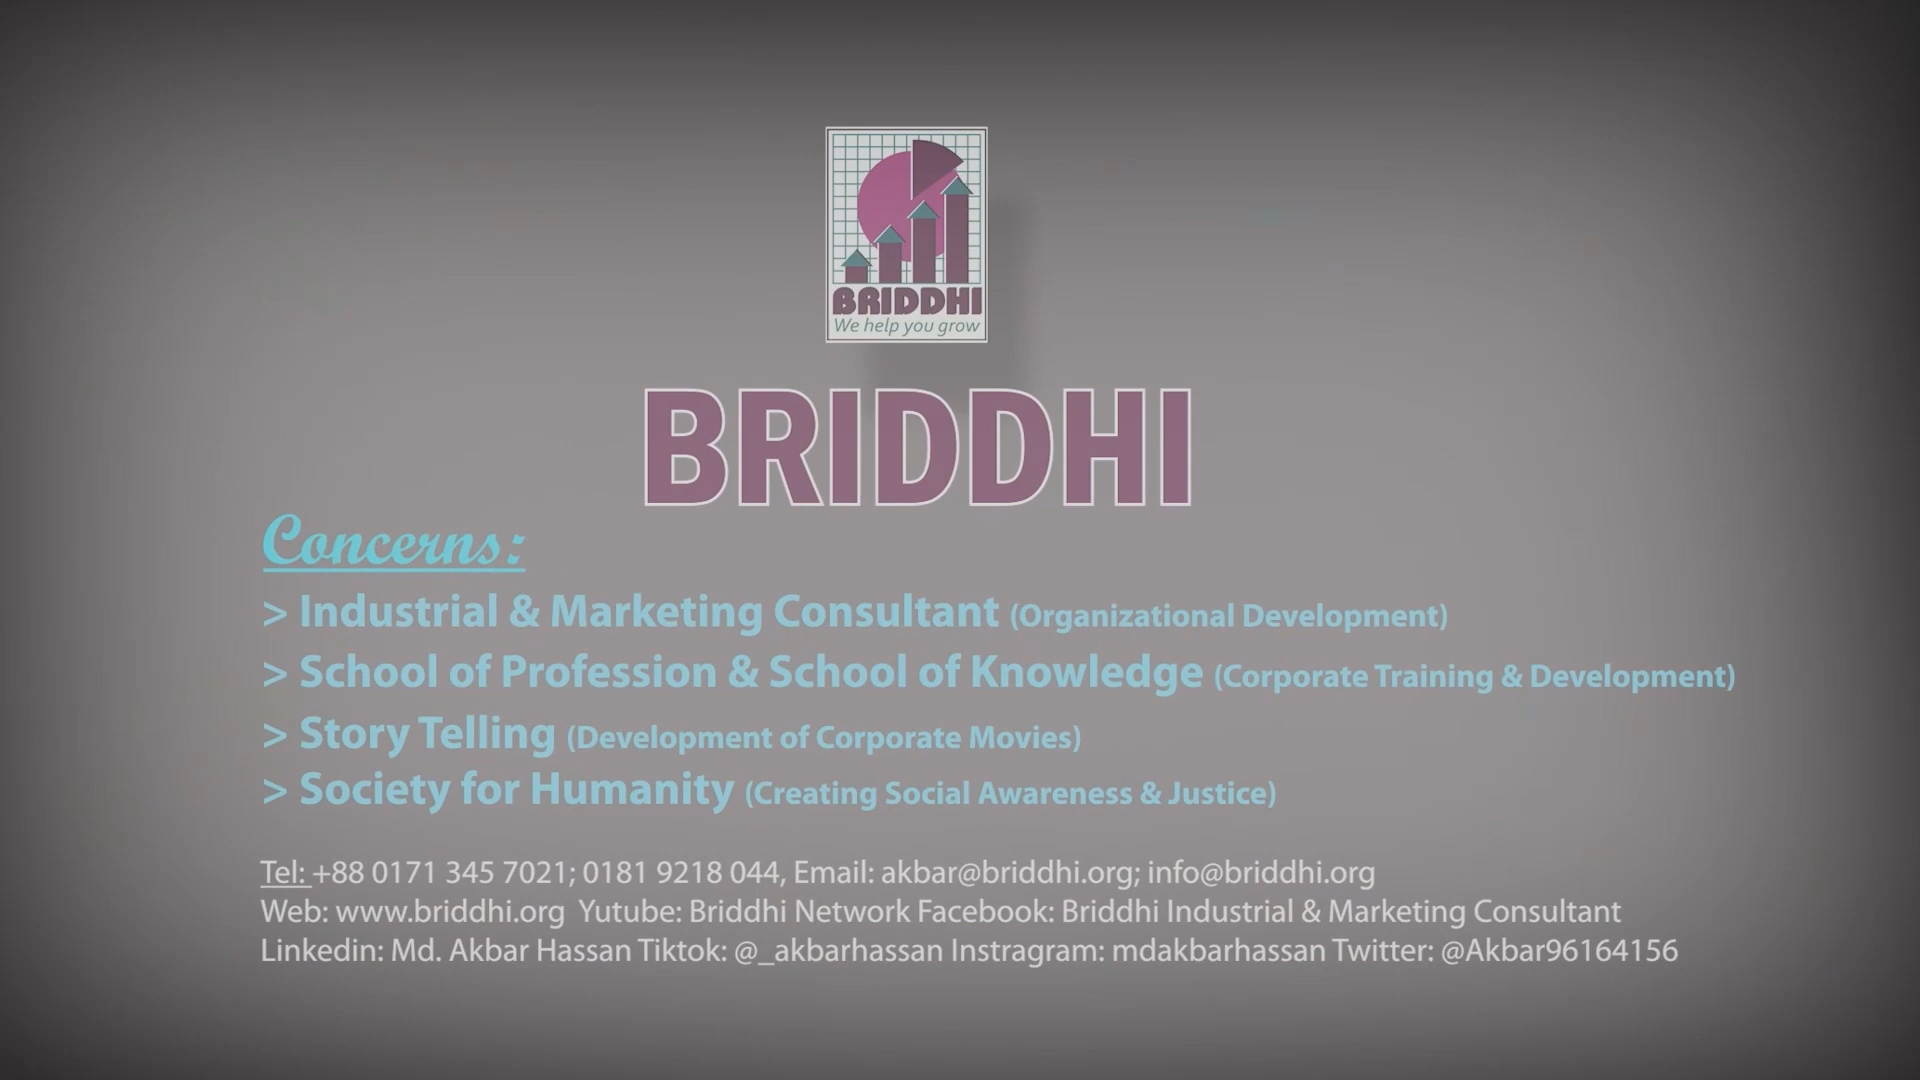 BRIDDHI
We help you grow
BRIDDHI
Concerns:
> Industrial & Marketing Consultant (Organizational Development)
> School of Profession & School of Knowledge (Corporate Training & Development)
> Story Telling (Development of Corporate Movies)
> Society for Humanity (Creating Social Awareness & Justice)
Tel: +88 0171 345 7021; 0181 9218 044, Email: akbar@briddhi.org; info@briddhi.org
Web: www.briddhi.org  Yutube: Briddhi Network Facebook: Briddhi Industrial & Marketing Consultant
Linkedin: Md. Akbar Hassan Tiktok: @_akbarhassan Instragram: mdakbarhassan Twitter: @Akbar96164156